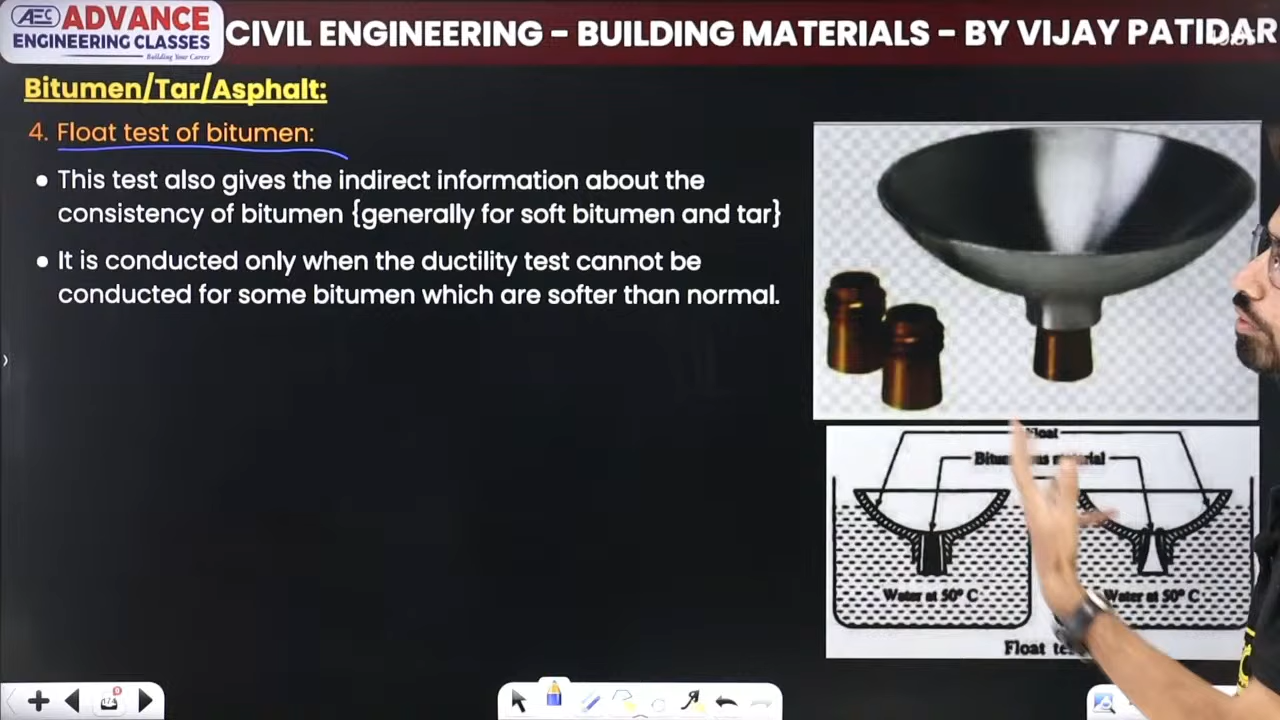 AEC ADVANCE
ENGINEERING CLASSES
Building Your Career
CIVIL ENGINEERING - BUILDING MATERIALS - BY VIJAY PATIDAR
Bitumen/Tar/Asphalt:
4. Float test of bitumen:
• This test also gives the indirect information about the
consistency of bitumen {generally for soft bitumen and tar}
• It is conducted only when the ductility test cannot be
conducted for some bitumen which are softer than normal.
Float
Water at 50° C
Water at 50° C
Float
174